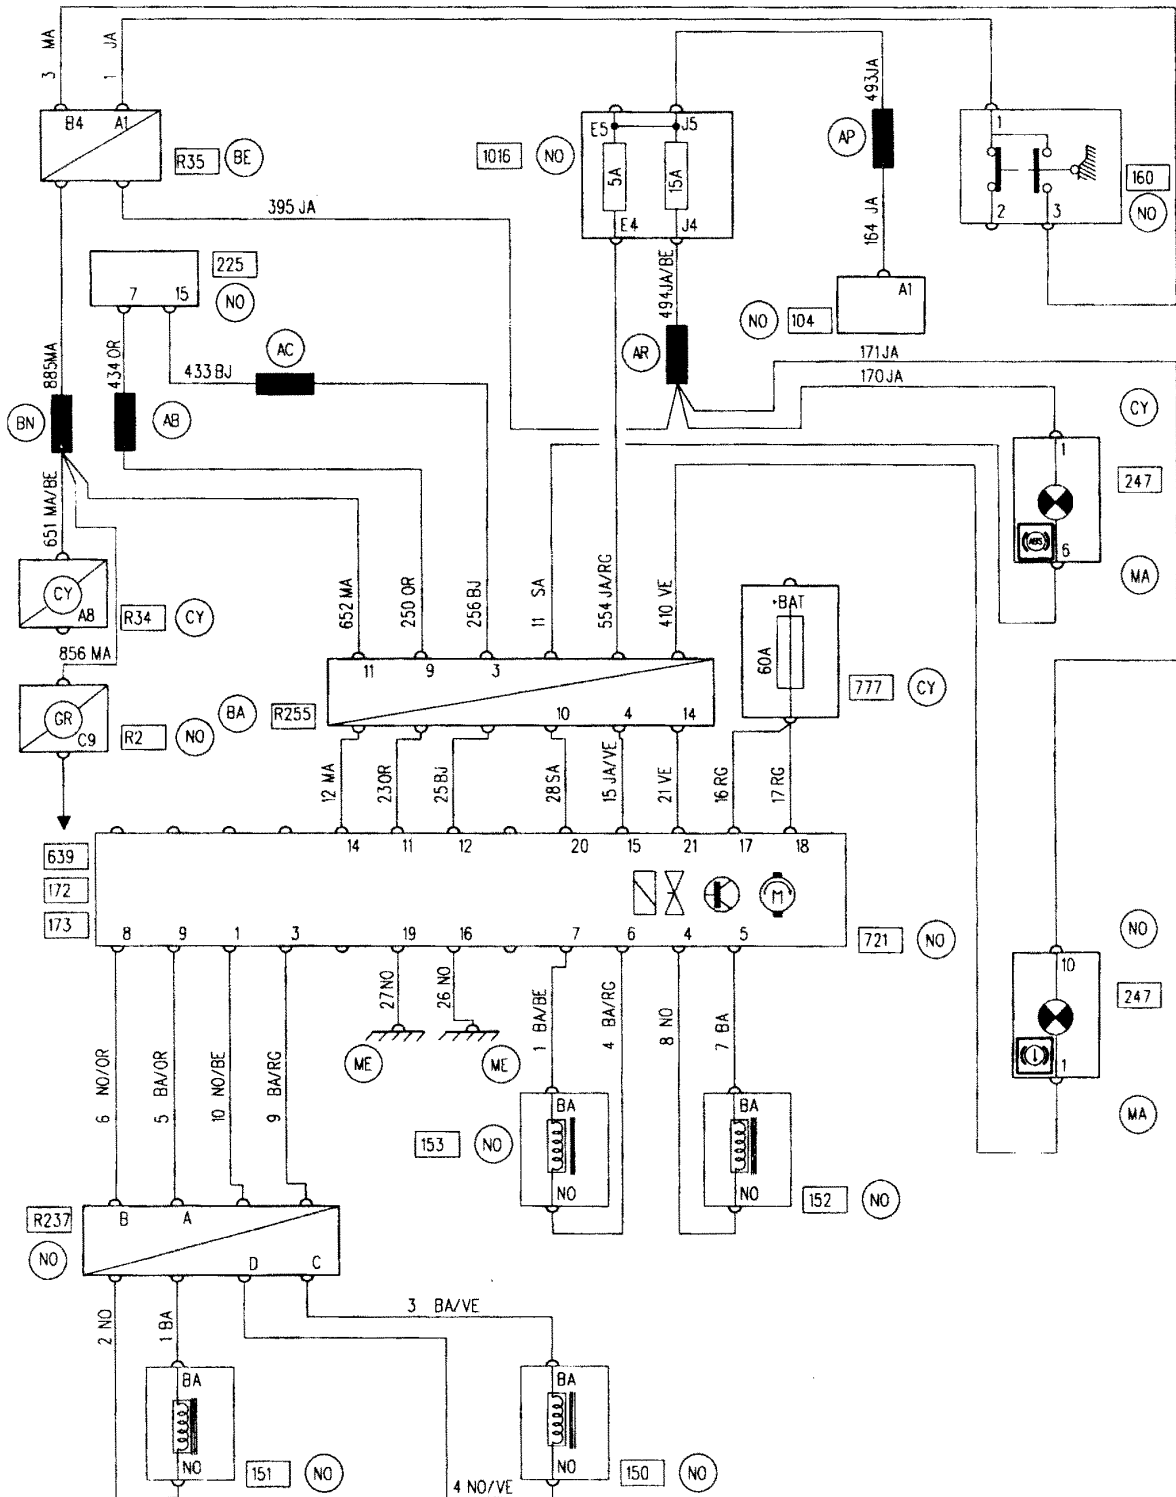 3 MA
1 JA
B4 A1
R35
BE
395 JA
1016
NO
E5 J5
5A
15A
E4 J4
493JA
AP
164 JA
A1
NO
104
1
2 3
160
NO
494JA/BE
AR
171JA
170JA
225
NO
7 15
885MA
434 OR
433 BJ
AC
AB
BN
651 MA/BE
CY
A8
R34
CY
856 MA
GR
C9
R2
NO
CY
247
1
ABS
6
MA
652 MA
250 OR
256 BJ
11 SA
554 JA/RG
410 VE
+BAT
60A
777
CY
11 9 3
BA
R255
10 4 14
12 MA
23OR
25 BJ
28 SA
15 JA/VE
21 VE
16 RG
17 RG
639
172
173
14 11 12 20 15 21 17 18
M
8 9 1 3 19 16 7 6 4 5
721
NO
NO
247
10
1
MA
6 NO/OR
5 BA/OR
10 NO/BE
9 BA/RG
27 NO
26 NO
ME
ME
1 BA/BE
4 BA/RG
8 NO
7 BA
153
NO
BA
NO
BA
NO
152
NO
R237
NO
B A
D C
2 NO
1 BA
3 BA/VE
BA
NO
151
NO
4 NO/VE
BA
NO
150
NO